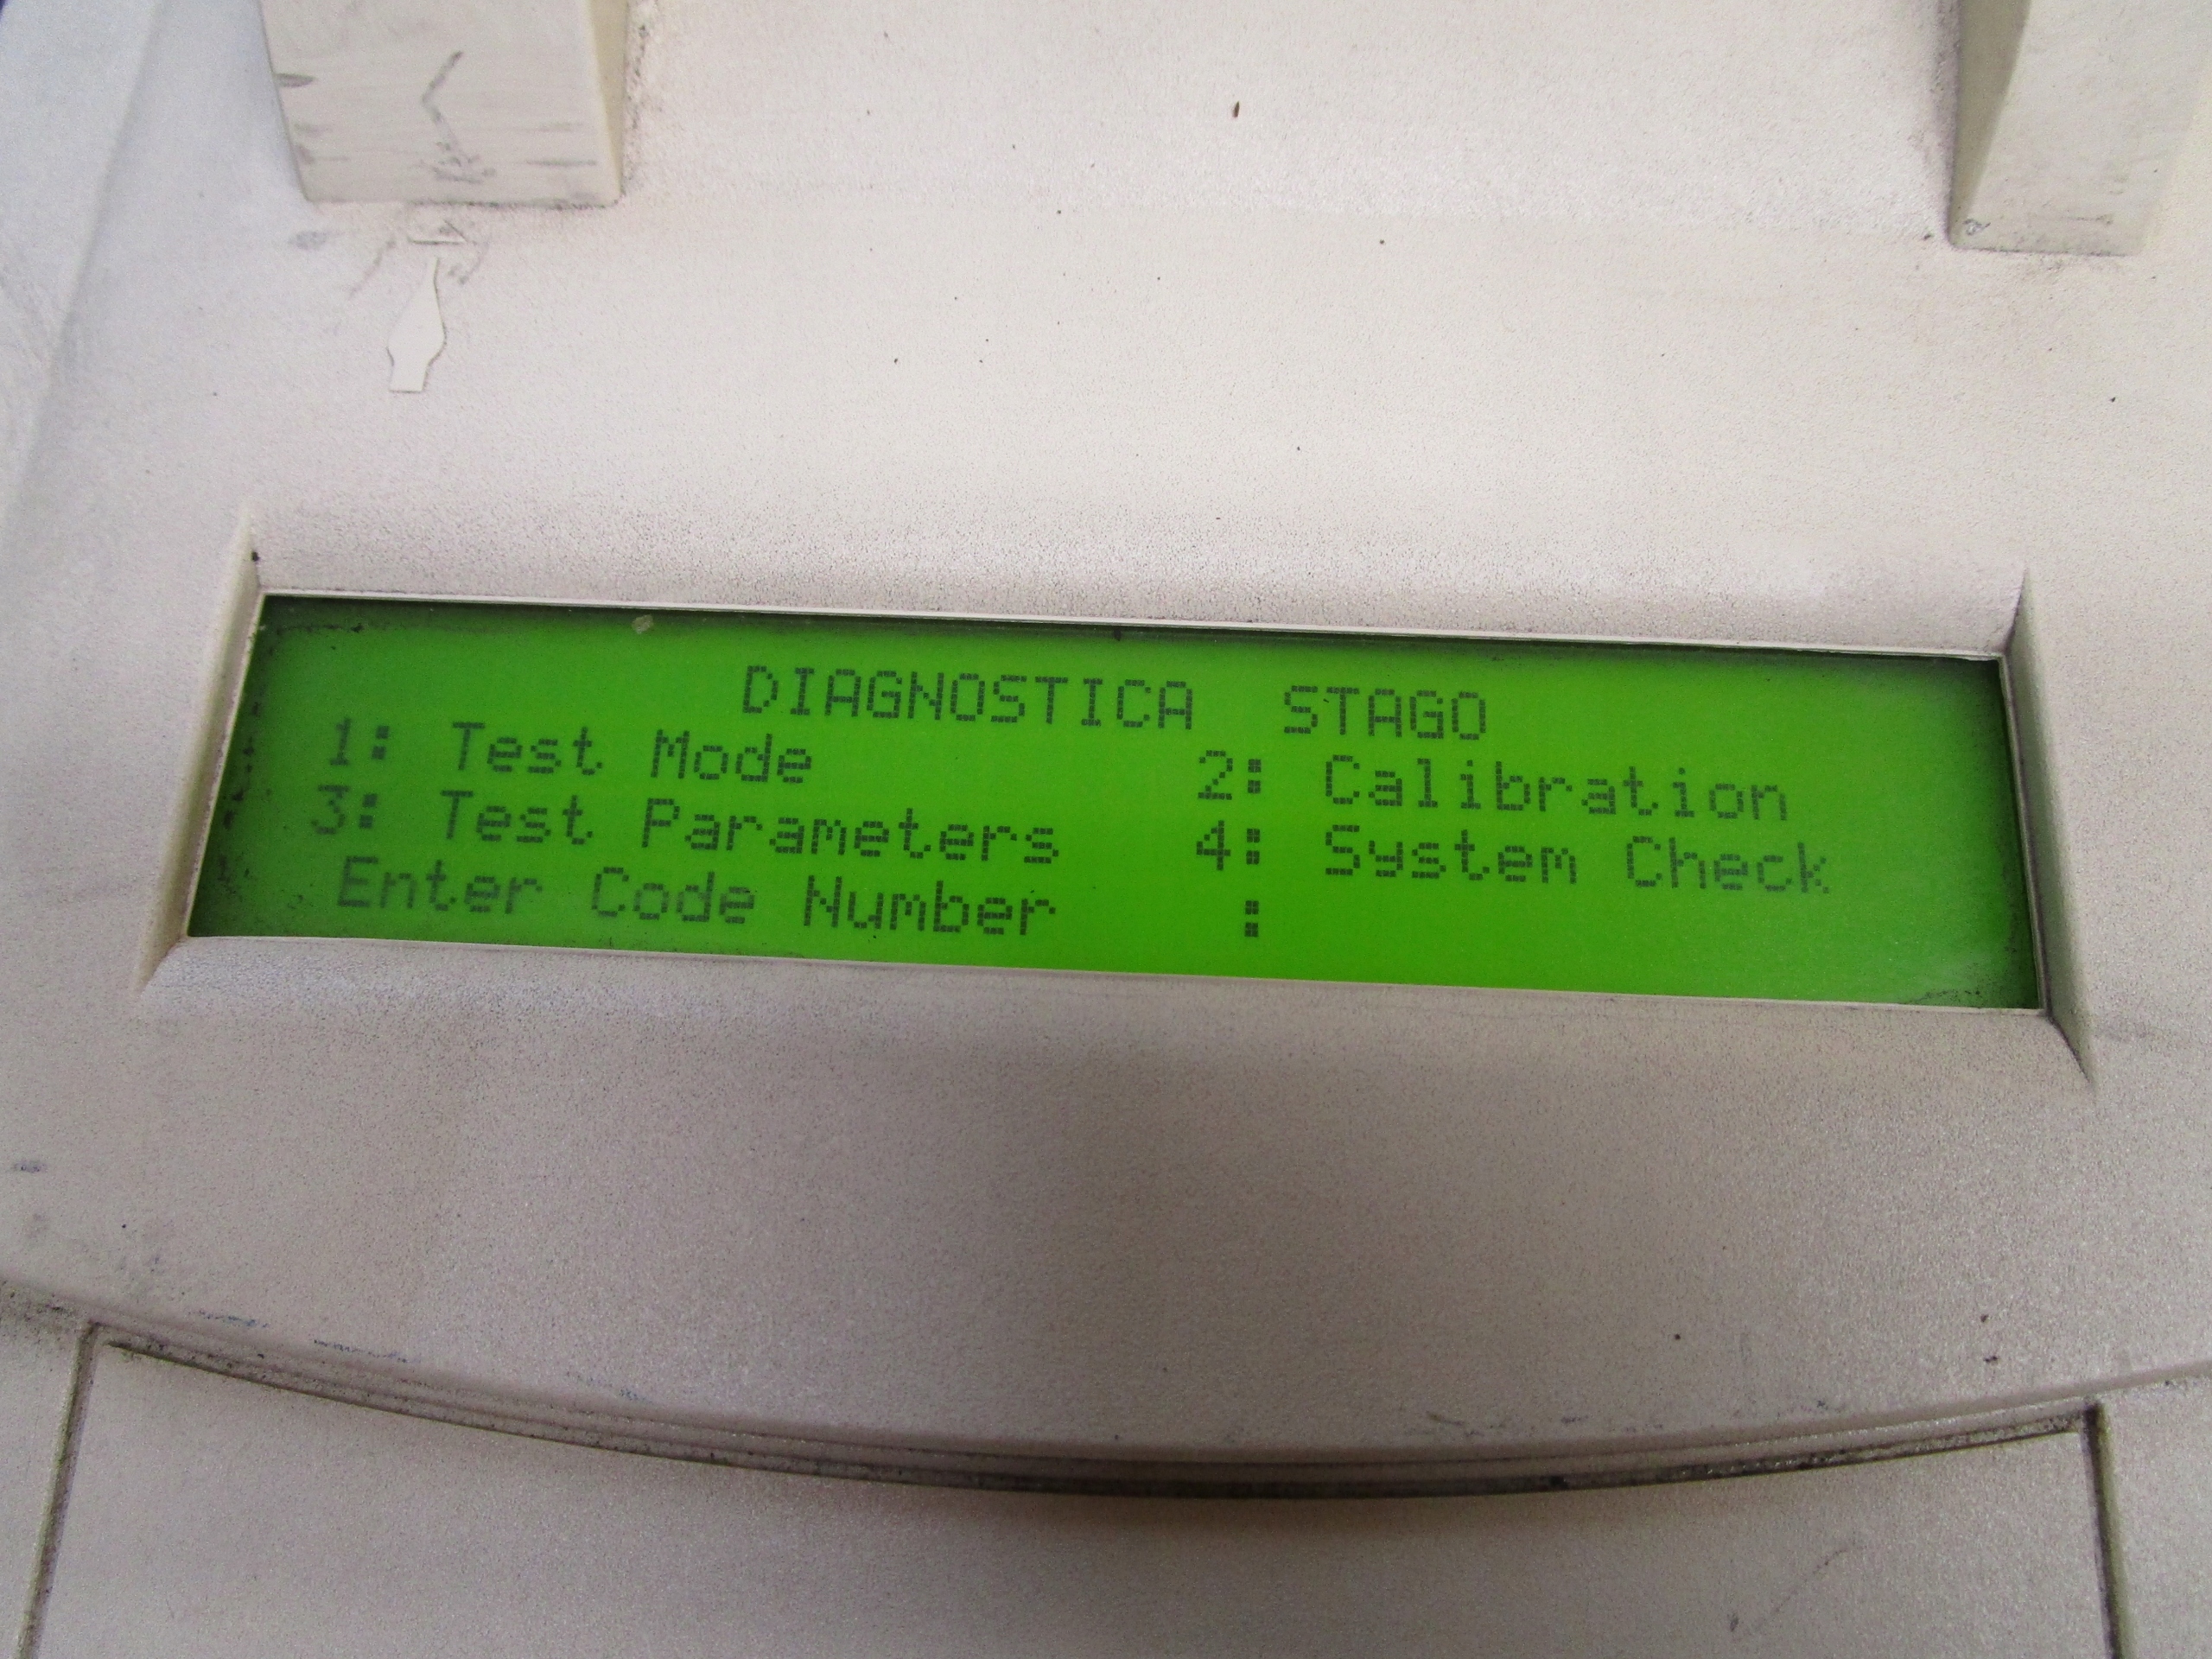 DIAGNOSTICA STAGO
1: Test Mode 2: Calibration
3: Test Parameters 4: System Check
Enter Code Number :